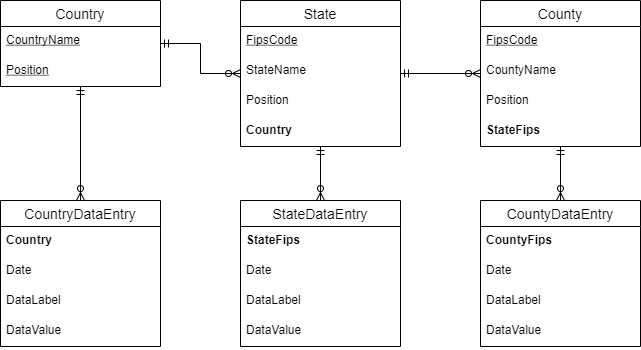 Country
CountryName
Position
State
FipsCode
StateName
Position
Country
County
FipsCode
CountyName
Position
StateFips
CountryDataEntry
Country
Date
DataLabel
DataValue
StateDataEntry
StateFips
Date
DataLabel
DataValue
CountyDataEntry
CountyFips
Date
DataLabel
DataValue